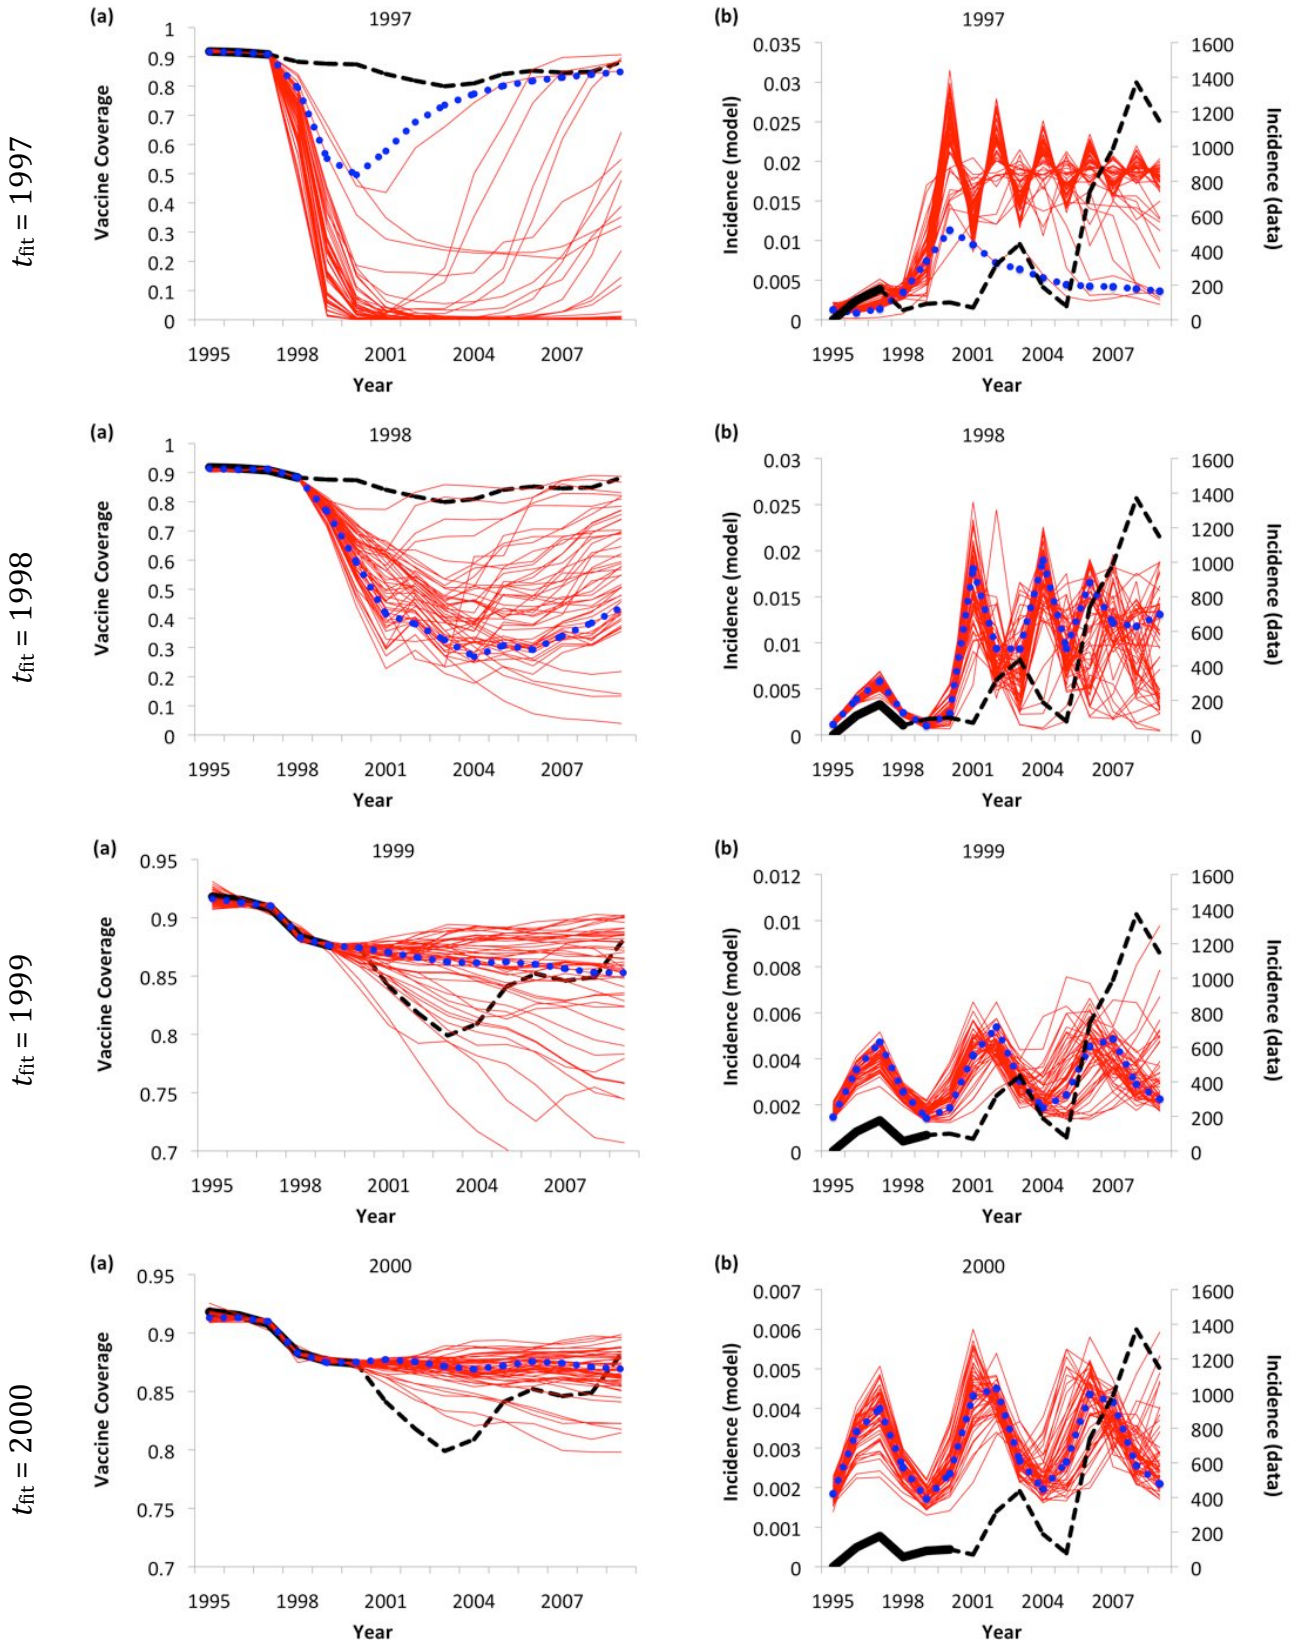 (a) 1997
1
0.9
0.8
0.7
0.6
0.5
0.4
0.3
0.2
0.1
0
Vaccine Coverage
1995 1998 2001 2004 2007
Year
(b) 1997
0.035
0.03
0.025
0.02
0.015
0.01
0.005
0
Incidence (model)
1600
1400
1200
1000
800
600
400
200
0
Incidence (data)
1995 1998 2001 2004 2007
Year
tfit = 1997
(a) 1998
1
0.9
0.8
0.7
0.6
0.5
0.4
0.3
0.2
0.1
0
Vaccine Coverage
1995 1998 2001 2004 2007
Year
(b) 1998
0.03
0.025
0.02
0.015
0.01
0.005
0
Incidence (model)
1600
1400
1200
1000
800
600
400
200
0
Incidence (data)
1995 1998 2001 2004 2007
Year
tfit = 1998
(a) 1999
0.95
0.9
0.85
0.8
0.75
0.7
Vaccine Coverage
1995 1998 2001 2004 2007
Year
(b) 1999
0.012
0.01
0.008
0.006
0.004
0.002
0
Incidence (model)
1600
1400
1200
1000
800
600
400
200
0
Incidence (data)
1995 1998 2001 2004 2007
Year
tfit = 1999
(a) 2000
0.95
0.9
0.85
0.8
0.75
0.7
Vaccine Coverage
1995 1998 2001 2004 2007
Year
(b) 2000
0.007
0.006
0.005
0.004
0.003
0.002
0.001
0
Incidence (model)
1600
1400
1200
1000
800
600
400
200
0
Incidence (data)
1995 1998 2001 2004 2007
Year
tfit = 2000